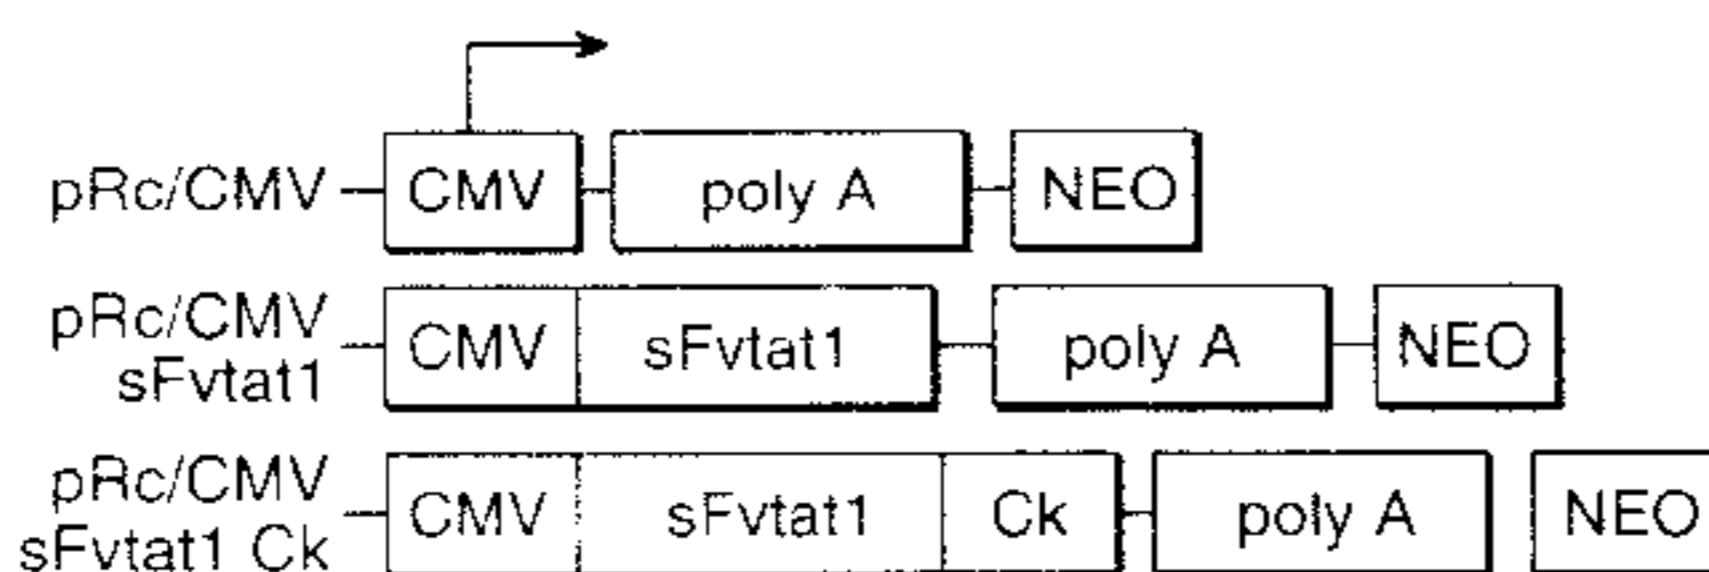 pRc/CMV CMV poly A NEO
pRc/CMV
sFvtat1 CMV sFvtat1 poly A NEO
pRc/CMV
sFvtat1 Ck CMV sFvtat1 Ck poly A NEO